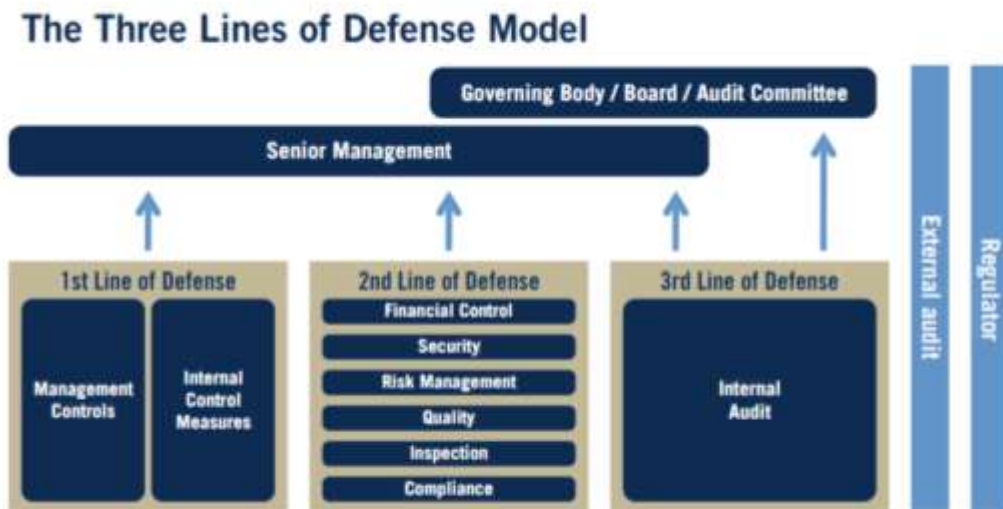 The Three Lines of Defense Model
Governing Body / Board / Audit Committee
Senior Management
1st Line of Defense
Management
Controls
Internal
Control
Measures
2nd Line of Defense
Financial Control
Security
Risk Management
Quality
Inspection
Compliance
3rd Line of Defense
Internal
Audit
External audit
Regulator